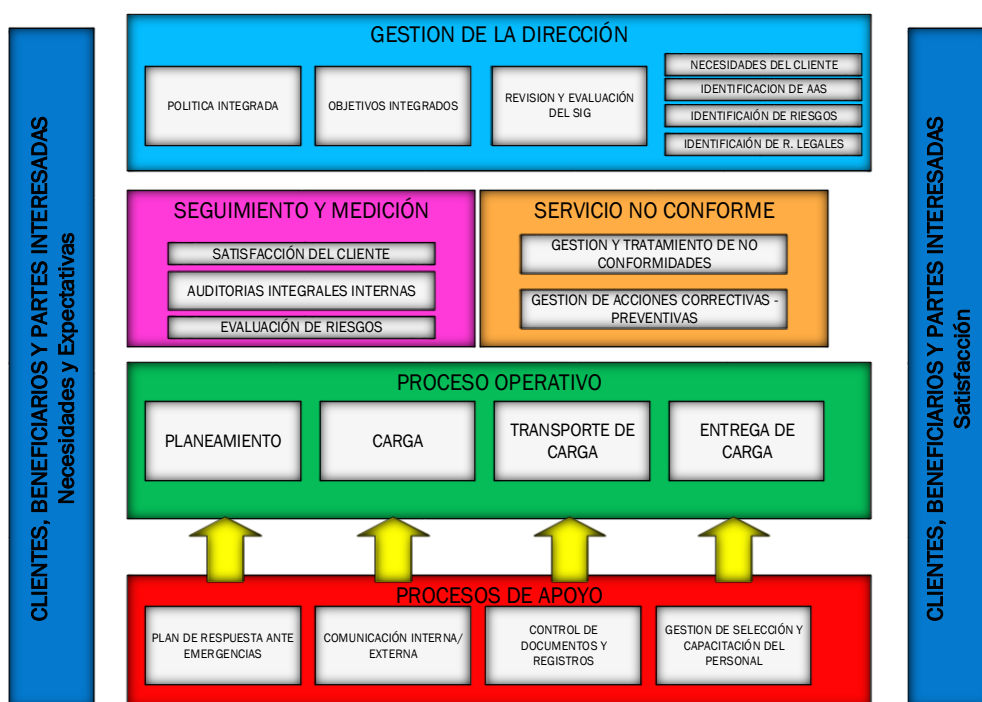 CLIENTES, BENEFICIARIOS Y PARTES INTERESADAS
Necesidades y Expectativas
GESTION DE LA DIRECCIÓN
POLITICA INTEGRADA
OBJETIVOS INTEGRADOS
REVISION Y EVALUACIÓN
DEL SIG
NECESIDADES DEL CLIENTE
IDENTIFICACION DE AAS
IDENTIFICAIÓN DE RIESGOS
IDENTIFICAIÓN DE R. LEGALES
SEGUIMIENTO Y MEDICIÓN
SATISFACCIÓN DEL CLIENTE
AUDITORIAS INTEGRALES INTERNAS
EVALUACIÓN DE RIESGOS
SERVICIO NO CONFORME
GESTION Y TRATAMIENTO DE NO
CONFORMIDADES
GESTION DE ACCIONES CORRECTIVAS -
PREVENTIVAS
PROCESO OPERATIVO
PLANEAMIENTO
CARGA
TRANSPORTE DE
CARGA
ENTREGA DE
CARGA
PROCESOS DE APOYO
PLAN DE RESPUESTA ANTE
EMERGENCIAS
COMUNICACIÓN INTERNA/
EXTERNA
CONTROL DE
DOCUMENTOS Y
REGISTROS
GESTION DE SELECCIÓN Y
CAPACITACIÓN DEL
PERSONAL
CLIENTES, BENEFICIARIOS Y PARTES INTERESADAS
Satisfacción